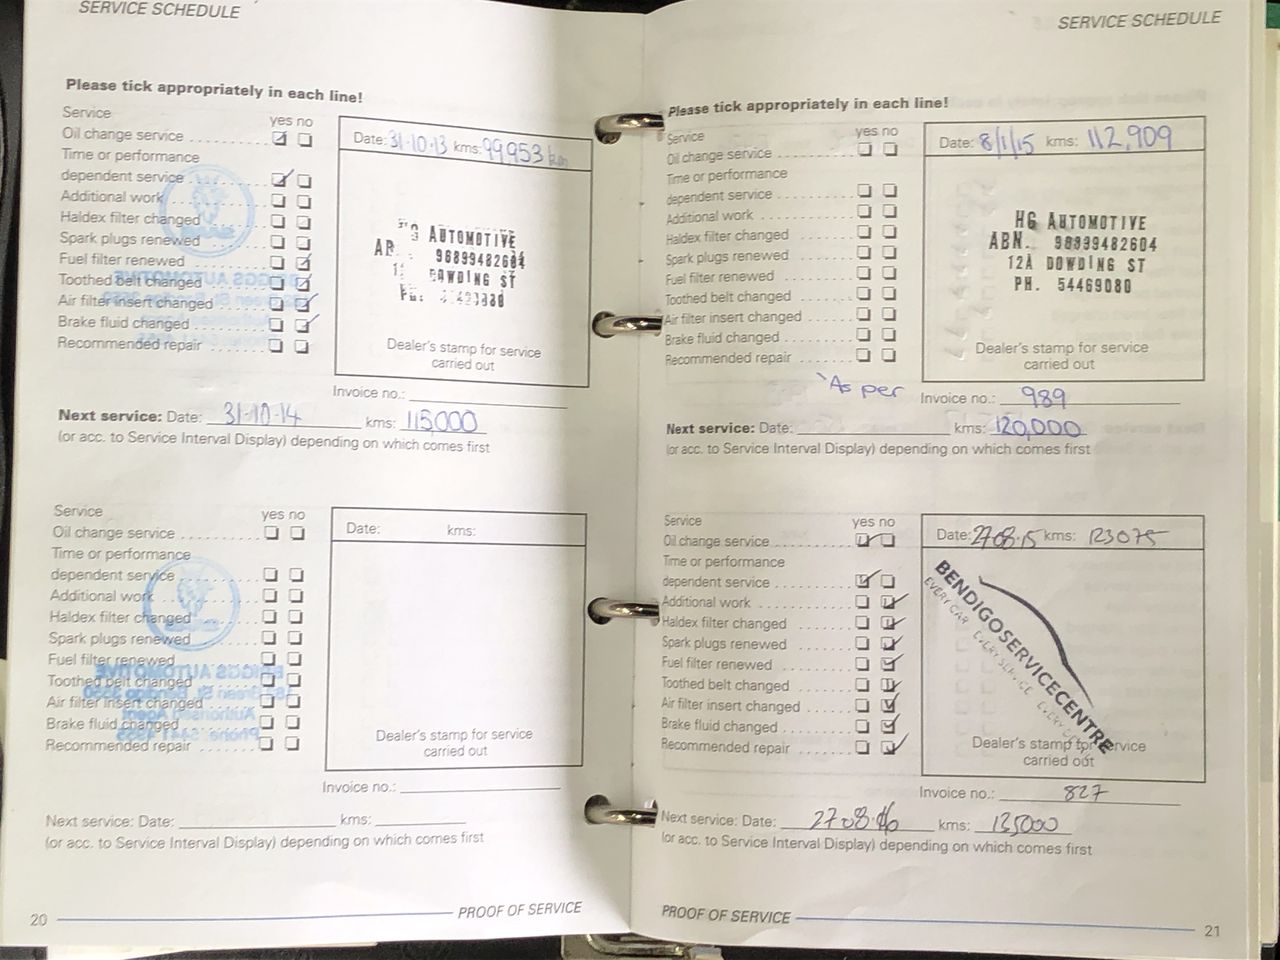 SERVICE SCHEDULE
Please tick appropriately in each line!
Service
yes no
Oil change service
Time or performance
dependent service
Additional work
Haldex filter changed
Spark plugs renewed
Fuel filter renewed
Toothed belt changed
Air filter insert changed
Brake fluid changed
Recommended repair
Date: 31-10-13 kms: 99,953 km
AUTOMOTIVE
98899482604
DOWDING ST
Dealer's stamp for service
carried out
Invoice no.:
Next service: Date: 31-10-14 kms: 115000
(or acc. to Service Interval Display) depending on which comes first
Service
yes no
Oil change service
Time or performance
dependent service
Additional work
Haldex filter changed
Spark plugs renewed
Fuel filter renewed
Toothed belt changed
Air filter insert changed
Brake fluid changed
Recommended repair
Date: kms:
Dealer's stamp for service
carried out
Invoice no.:
Next service: Date: kms:
(or acc. to Service Interval Display) depending on which comes first
20 PROOF OF SERVICE
SERVICE SCHEDULE
Please tick appropriately in each line!
Service
yes no
Oil change service
Time or performance
dependent service
Additional work
Haldex filter changed
Spark plugs renewed
Fuel filter renewed
Toothed belt changed
Air filter insert changed
Brake fluid changed
Recommended repair
Date: 8/1/15 kms: 112,909
HG AUTOMOTIVE
ABN. 98899482604
12A DOWDING ST
PH. 54469080
Dealer's stamp for service
carried out
As per
Invoice no.: 989
Next service: Date: kms: 120,000
(or acc. to Service Interval Display) depending on which comes first
Service
yes no
Oil change service
Time or performance
dependent service
Additional work
Haldex filter changed
Spark plugs renewed
Fuel filter renewed
Toothed belt changed
Air filter insert changed
Brake fluid changed
Recommended repair
Date: 27.08.15 kms: 123075
BENDIGOSERVICECENTRE
EVERY CAR EVERY SERVICE EVERY
Dealer's stamp for service
carried out
Invoice no.: 827
Next service: Date: 27.08.16 kms: 135000
(or acc. to Service Interval Display) depending on which comes first
PROOF OF SERVICE 21